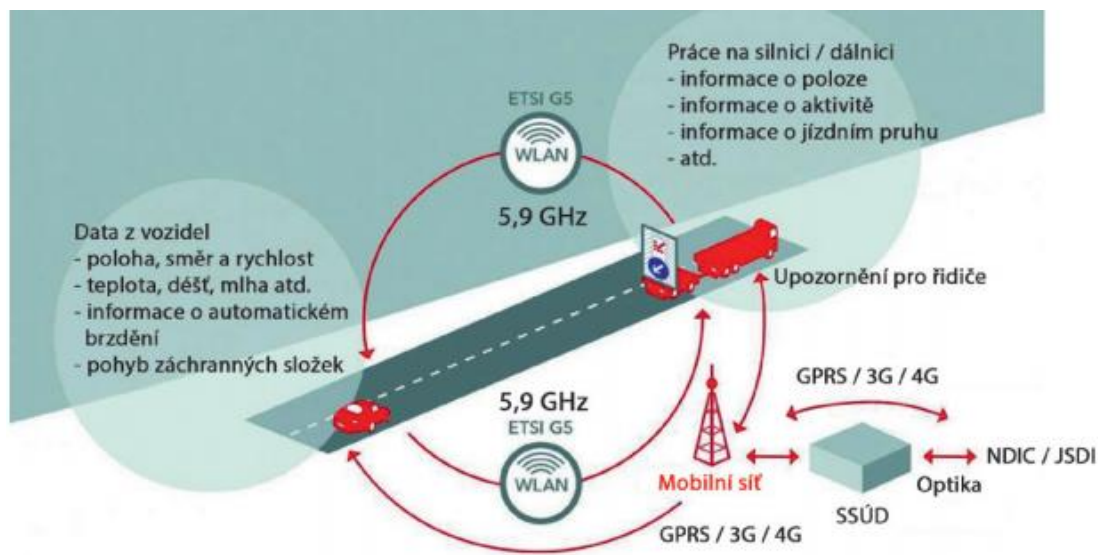 Práce na silnici / dálnici
- informace o poloze
- informace o aktivitě
- informace o jízdním pruhu
- atd.
ETSI G5
WLAN
5,9 GHz
Data z vozidel
- poloha, směr a rychlost
- teplota, déšť, mlha atd.
- informace o automatickém
brzdění
- pohyb záchranných složek
Upozornění pro řidiče
GPRS / 3G / 4G
5,9 GHz
ETSI G5
WLAN
Mobilní síť
NDIC / JSDI
Optika
SSÚD
GPRS / 3G / 4G